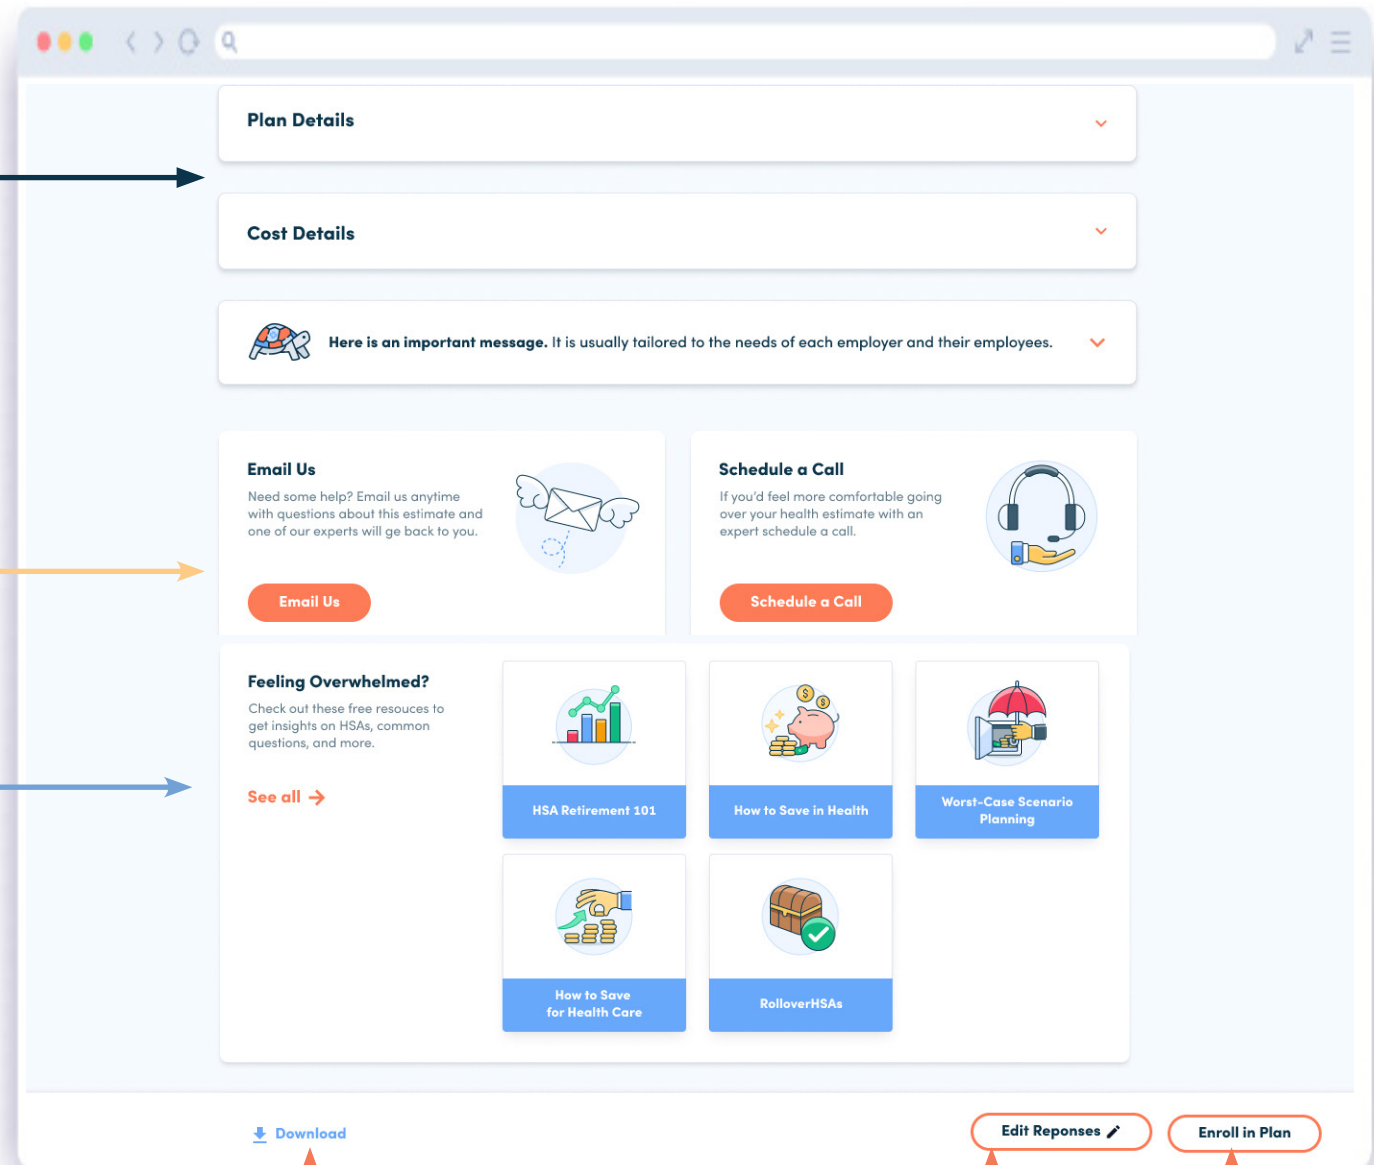 Plan Details
Cost Details
Here is an important message. It is usually tailored to the needs of each employer and their employees.
Email Us
Need some help? Email us anytime
with questions about this estimate and
one of our experts will ge back to you.
Email Us
Schedule a Call
If you'd feel more comfortable going
over your health estimate with an
expert schedule a call.
Schedule a Call
Feeling Overwhelmed?
Check out these free resouces to
get insights on HSAs, common
questions, and more.
See all
HSA Retirement 101
How to Save in Health
Worst-Case Scenario
Planning
How to Save
for Health Care
RolloverHSAs
Download
Edit Reponses
Enroll in Plan